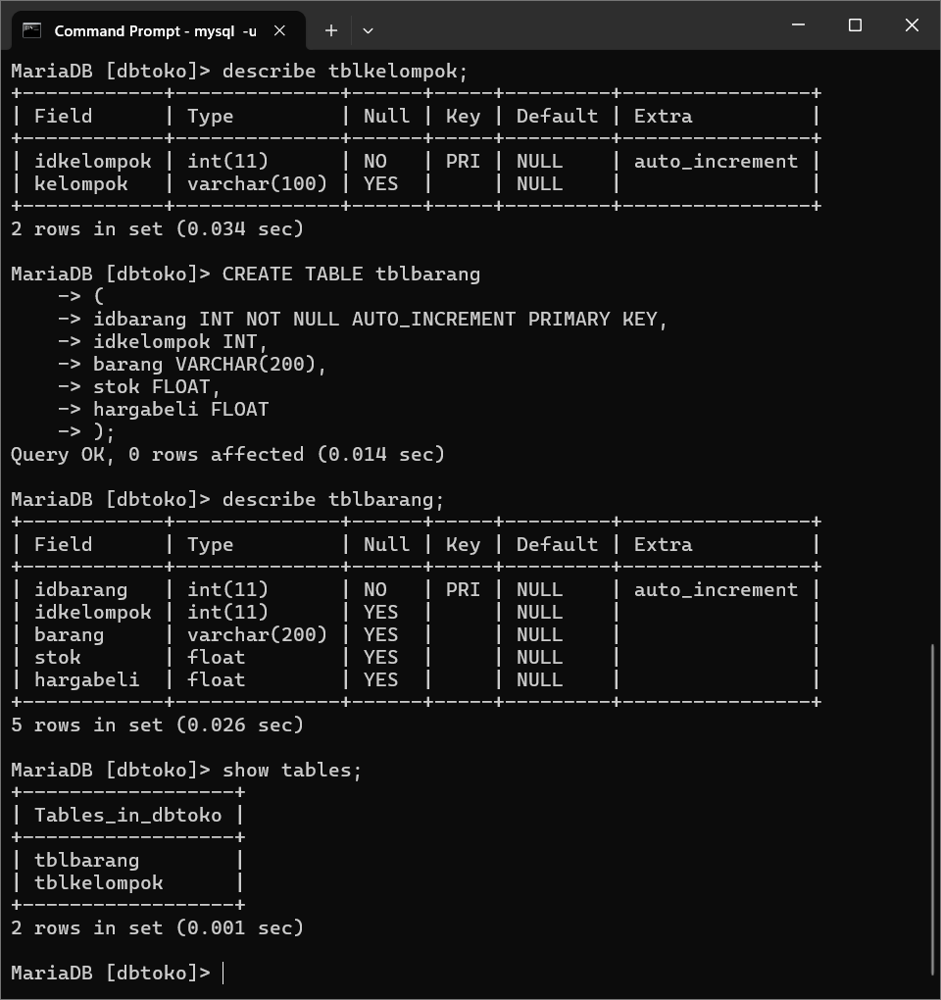 Command Prompt - mysql  -u
MariaDB [dbtoko]> describe tblkelompok;
+------------+--------------+------+-----+---------+----------------+
| Field      | Type         | Null | Key | Default | Extra          |
+------------+--------------+------+-----+---------+----------------+
| idkelompok | int(11)      | NO   | PRI | NULL    | auto_increment |
| kelompok   | varchar(100) | YES  |     | NULL    |                |
+------------+--------------+------+-----+---------+----------------+
2 rows in set (0.034 sec)

MariaDB [dbtoko]> CREATE TABLE tblbarang
    -> (
    -> idbarang INT NOT NULL AUTO_INCREMENT PRIMARY KEY,
    -> idkelompok INT,
    -> barang VARCHAR(200),
    -> stok FLOAT,
    -> hargabeli FLOAT
    -> );
Query OK, 0 rows affected (0.014 sec)

MariaDB [dbtoko]> describe tblbarang;
+------------+--------------+------+-----+---------+----------------+
| Field      | Type         | Null | Key | Default | Extra          |
+------------+--------------+------+-----+---------+----------------+
| idbarang   | int(11)      | NO   | PRI | NULL    | auto_increment |
| idkelompok | int(11)      | YES  |     | NULL    |                |
| barang     | varchar(200) | YES  |     | NULL    |                |
| stok       | float        | YES  |     | NULL    |                |
| hargabeli  | float        | YES  |     | NULL    |                |
+------------+--------------+------+-----+---------+----------------+
5 rows in set (0.026 sec)

MariaDB [dbtoko]> show tables;
+------------------+
| Tables_in_dbtoko |
+------------------+
| tblbarang        |
| tblkelompok      |
+------------------+
2 rows in set (0.001 sec)

MariaDB [dbtoko]>